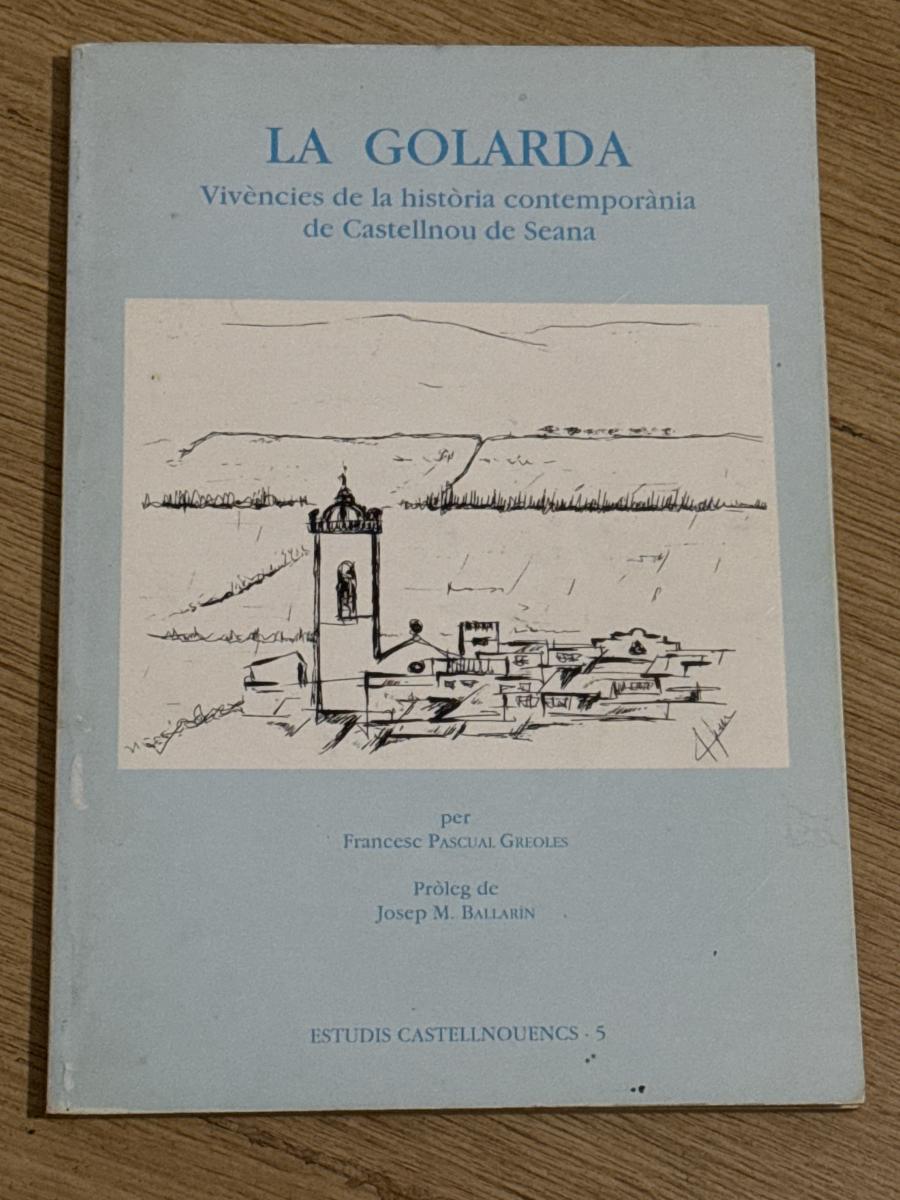 LA GOLARDA
Vivències de la història contemporània
de Castellnou de Seana
per
Francesc PASCUAL GREOLES
Pròleg de
Josep M. BALLARÍN
ESTUDIS CASTELLNOUENCS · 5